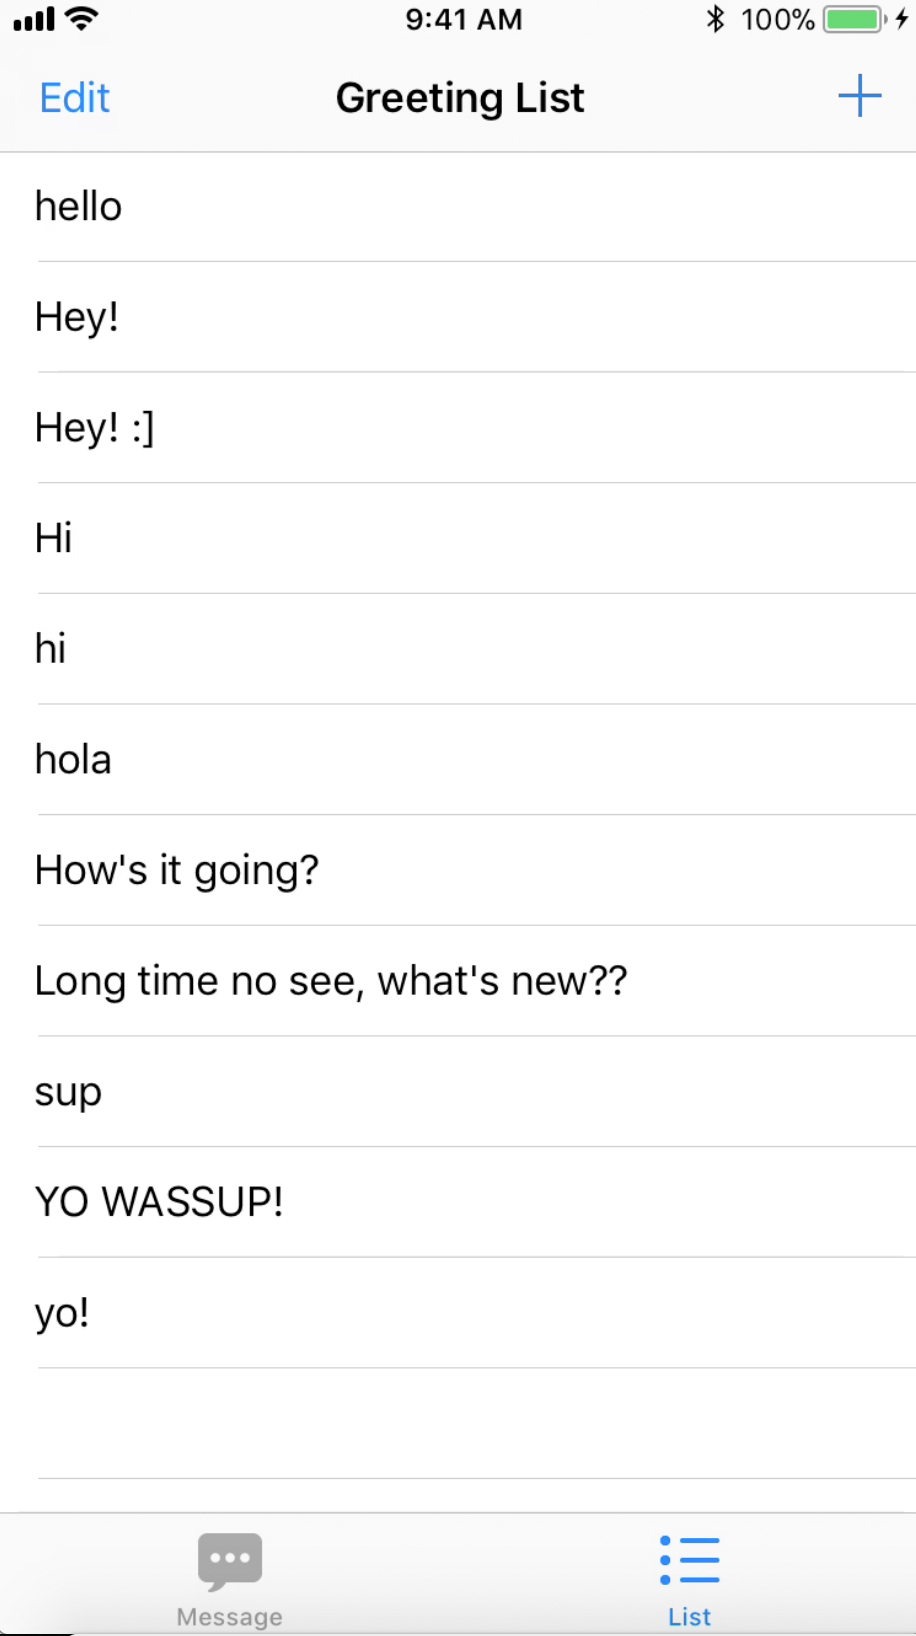 9:41 AM 100%
Edit Greeting List +
hello
Hey!
Hey! :]
Hi
hi
hola
How's it going?
Long time no see, what's new??
sup
YO WASSUP!
yo!
Message List